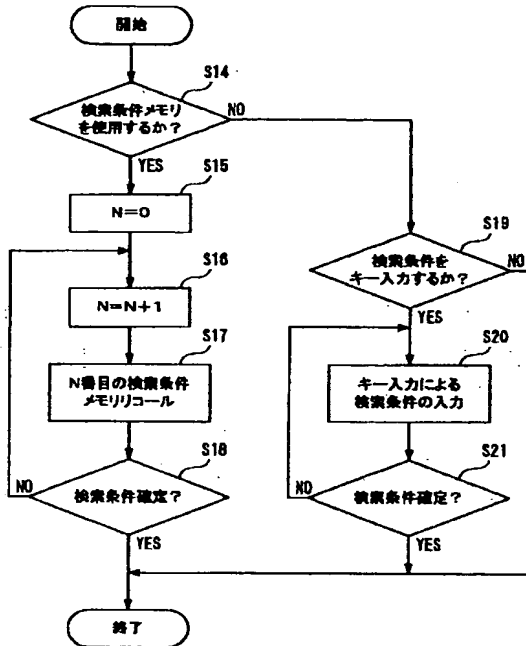 開始
S14
検索条件メモリ
を使用するか?
NO
YES
S15
N=0
S16
N=N+1
S17
N番目の検索条件
メモリリコール
S18
検索条件確定?
NO
YES
S19
検索条件を
キー入力するか?
NO
YES
S20
キー入力による
検索条件の入力
S21
検索条件確定?
NO
YES
終了